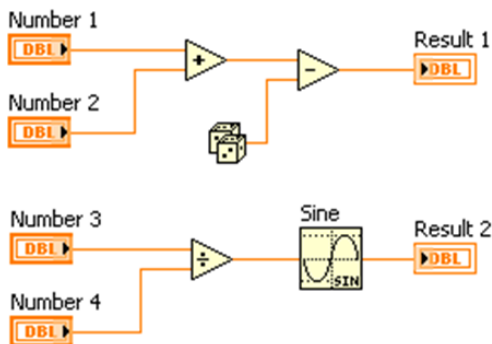 Number 1
DBL
Result 1
+
-
DBL
Number 2
DBL
Number 3
DBL
Sine
Result 2
÷
SIN
DBL
Number 4
DBL